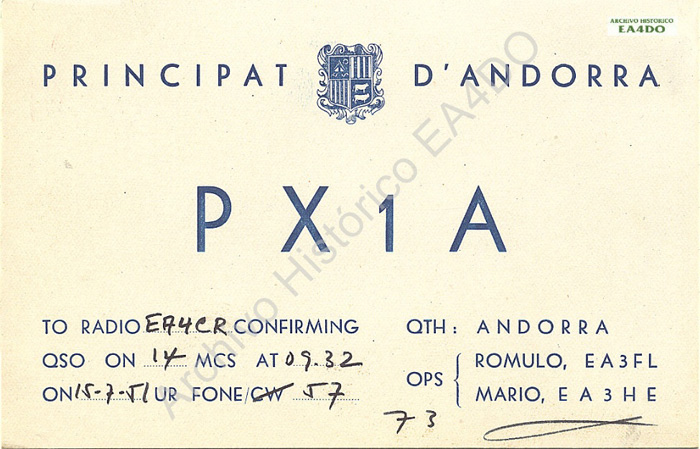 ARCHIVO HISTÓRICO
EA4DO
PRINCIPAT D'ANDORRA
PX1A
TO RADIO EA4CR CONFIRMING
QSO ON 14 MCS AT 09.32
ON 15-7-51 UR FONE/CW 57
73
QTH: ANDORRA
OPS
ROMULO, EA3FL
MARIO, EA3HE
Archivo Histórico EA4DO